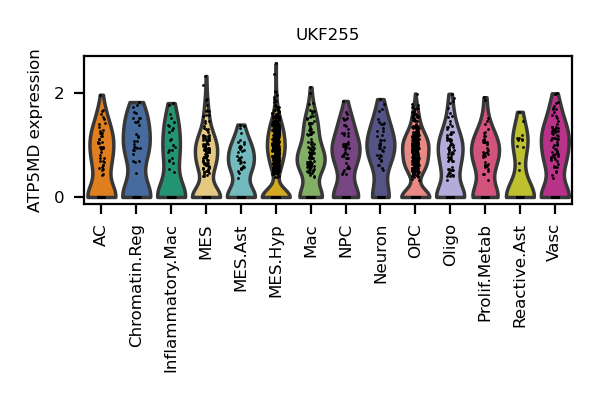 UKF255
ATP5MD expression
2
0
AC
Chromatin.Reg
Inflammatory.Mac
MES
MES.Ast
MES.Hyp
Mac
NPC
Neuron
OPC
Oligo
Prolif.Metab
Reactive.Ast
Vasc